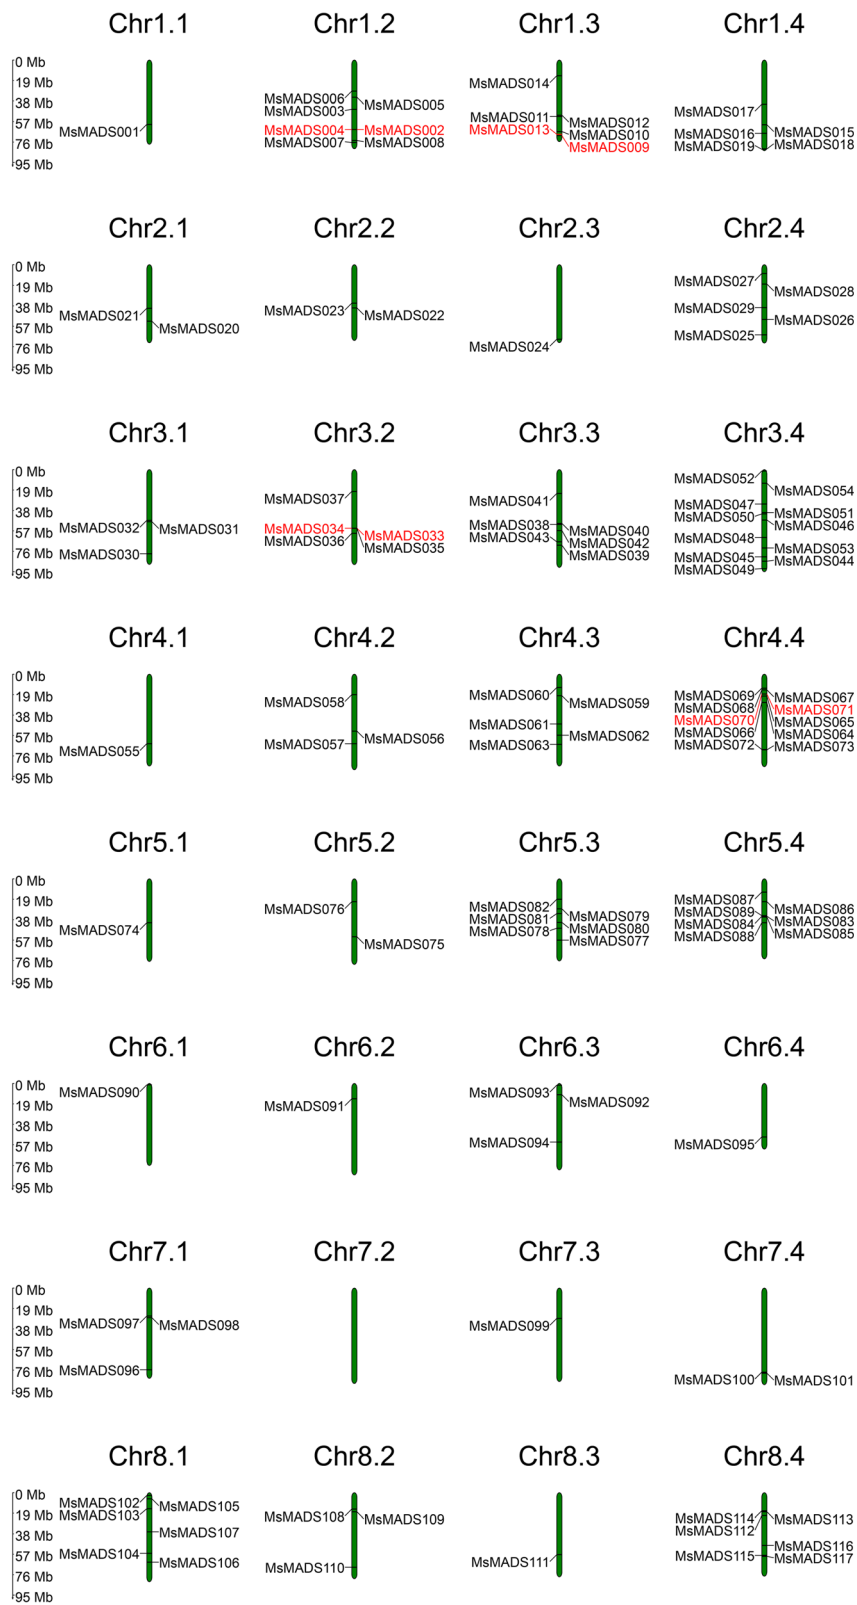 Chr1.1 Chr1.2 Chr1.3 Chr1.4
0 Mb
19 Mb
38 Mb
57 Mb
76 Mb
95 Mb
MsMADS001
MsMADS006
MsMADS003
MsMADS004
MsMADS007
MsMADS005
MsMADS002
MsMADS008
MsMADS014
MsMADS011
MsMADS013
MsMADS012
MsMADS010
MsMADS009
MsMADS017
MsMADS016
MsMADS019
MsMADS015
MsMADS018
Chr2.1 Chr2.2 Chr2.3 Chr2.4
0 Mb
19 Mb
38 Mb
57 Mb
76 Mb
95 Mb
MsMADS021
MsMADS020
MsMADS023
MsMADS022
MsMADS024
MsMADS027
MsMADS029
MsMADS025
MsMADS028
MsMADS026
Chr3.1 Chr3.2 Chr3.3 Chr3.4
0 Mb
19 Mb
38 Mb
57 Mb
76 Mb
95 Mb
MsMADS032
MsMADS030
MsMADS031
MsMADS037
MsMADS034
MsMADS036
MsMADS033
MsMADS035
MsMADS041
MsMADS038
MsMADS043
MsMADS040
MsMADS042
MsMADS039
MsMADS052
MsMADS047
MsMADS050
MsMADS048
MsMADS045
MsMADS049
MsMADS054
MsMADS051
MsMADS046
MsMADS053
MsMADS044
Chr4.1 Chr4.2 Chr4.3 Chr4.4
0 Mb
19 Mb
38 Mb
57 Mb
76 Mb
95 Mb
MsMADS055
MsMADS058
MsMADS057
MsMADS056
MsMADS060
MsMADS061
MsMADS063
MsMADS059
MsMADS062
MsMADS069
MsMADS068
MsMADS070
MsMADS066
MsMADS072
MsMADS067
MsMADS071
MsMADS065
MsMADS064
MsMADS073
Chr5.1 Chr5.2 Chr5.3 Chr5.4
0 Mb
19 Mb
38 Mb
57 Mb
76 Mb
95 Mb
MsMADS074
MsMADS076
MsMADS075
MsMADS082
MsMADS081
MsMADS078
MsMADS079
MsMADS080
MsMADS077
MsMADS087
MsMADS089
MsMADS084
MsMADS088
MsMADS086
MsMADS083
MsMADS085
Chr6.1 Chr6.2 Chr6.3 Chr6.4
0 Mb
19 Mb
38 Mb
57 Mb
76 Mb
95 Mb
MsMADS090
MsMADS091
MsMADS093
MsMADS094
MsMADS092
MsMADS095
Chr7.1 Chr7.2 Chr7.3 Chr7.4
0 Mb
19 Mb
38 Mb
57 Mb
76 Mb
95 Mb
MsMADS097
MsMADS096
MsMADS098
MsMADS099
MsMADS100
MsMADS101
Chr8.1 Chr8.2 Chr8.3 Chr8.4
0 Mb
19 Mb
38 Mb
57 Mb
76 Mb
95 Mb
MsMADS102
MsMADS103
MsMADS104
MsMADS105
MsMADS107
MsMADS106
MsMADS108
MsMADS110
MsMADS109
MsMADS111
MsMADS114
MsMADS112
MsMADS115
MsMADS113
MsMADS116
MsMADS117